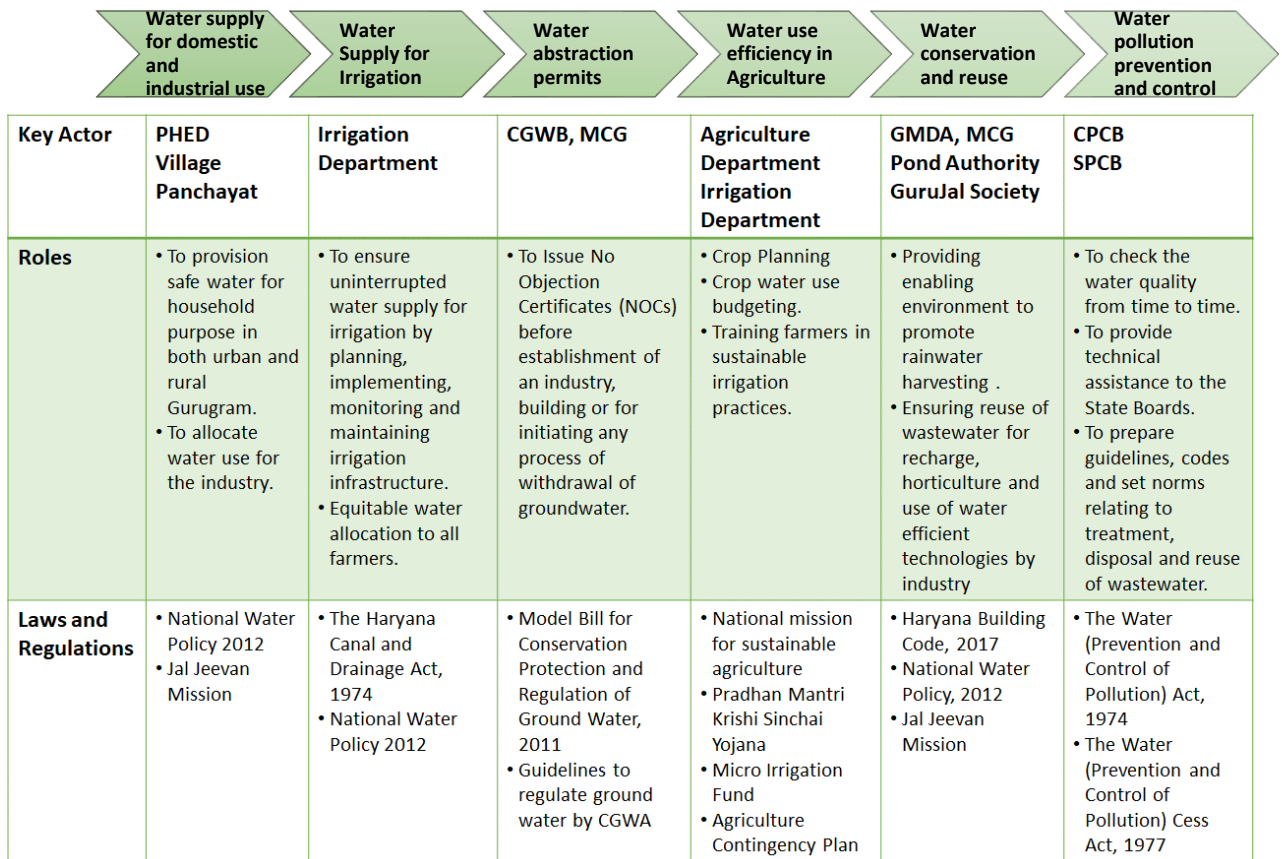 Water supply
for domestic
and
industrial use
Water
Supply for
Irrigation
Water
abstraction
permits
Water use
efficiency in
Agriculture
Water
conservation
and reuse
Water
pollution
prevention
and control
Key Actor
PHED
Village
Panchayat
Irrigation
Department
CGWB, MCG
Agriculture
Department
Irrigation
Department
GMDA, MCG
Pond Authority
GuruJal Society
CPCB
SPCB
Roles
• To provision
safe water for
household
purpose in
both urban and
rural
Gurugram.
• To allocate
water use for
the industry.
• To ensure
uninterrupted
water supply for
irrigation by
planning,
implementing,
monitoring and
maintaining
irrigation
infrastructure.
• Equitable water
allocation to all
farmers.
• To Issue No
Objection
Certificates (NOCs)
before
establishment of
an industry,
building or for
initiating any
process of
withdrawal of
groundwater.
• Crop Planning
• Crop water use
budgeting.
• Training farmers in
sustainable
irrigation
practices.
• Providing
enabling
environment to
promote
rainwater
harvesting .
• Ensuring reuse of
wastewater for
recharge,
horticulture and
use of water
efficient
technologies by
industry
• To check the
water quality
from time to time.
• To provide
technical
assistance to the
State Boards.
• To prepare
guidelines, codes
and set norms
relating to
treatment,
disposal and reuse
of wastewater.
Laws and
Regulations
• National Water
Policy 2012
• Jal Jeevan
Mission
• The Haryana
Canal and
Drainage Act,
1974
• National Water
Policy 2012
• Model Bill for
Conservation
Protection and
Regulation of
Ground Water,
2011
• Guidelines to
regulate ground
water by CGWA
• National mission
for sustainable
agriculture
• Pradhan Mantri
Krishi Sinchai
Yojana
• Micro Irrigation
Fund
• Agriculture
Contingency Plan
• Haryana Building
Code, 2017
• National Water
Policy, 2012
• Jal Jeevan
Mission
• The Water
(Prevention and
Control of
Pollution) Act,
1974
• The Water
(Prevention and
Control of
Pollution) Cess
Act, 1977